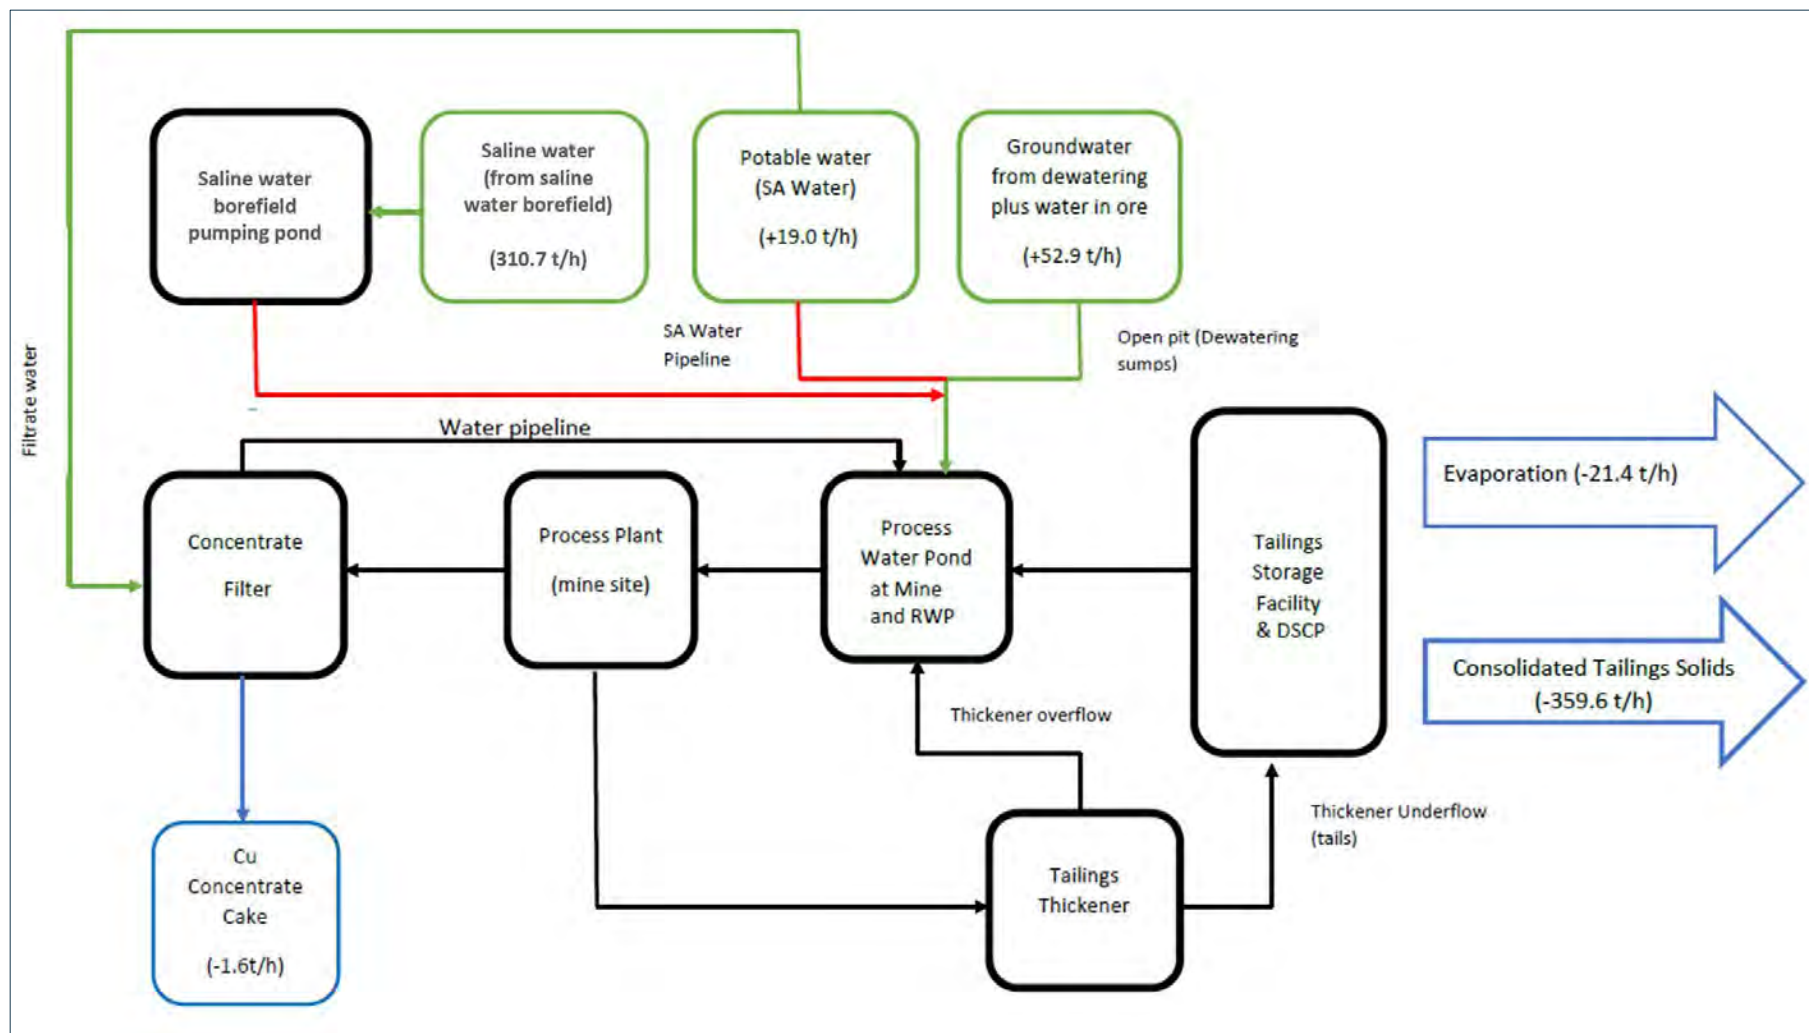 Saline water
borefield
pumping pond
Saline water
(from saline
water borefield)
(310.7 t/h)
Potable water
(SA Water)
(+19.0 t/h)
Groundwater
from dewatering
plus water in ore
(+52.9 t/h)
SA Water
Pipeline
Open pit (Dewatering
sumps)
Filtrate water
Water pipeline
Concentrate
Filter
Process Plant
(mine site)
Process
Water Pond
at Mine
and RWP
Tailings
Storage
Facility
& DSCP
Evaporation (-21.4 t/h)
Consolidated Tailings Solids
(-359.6 t/h)
Thickener overflow
Thickener Underflow
(tails)
Cu
Concentrate
Cake
(-1.6t/h)
Tailings
Thickener